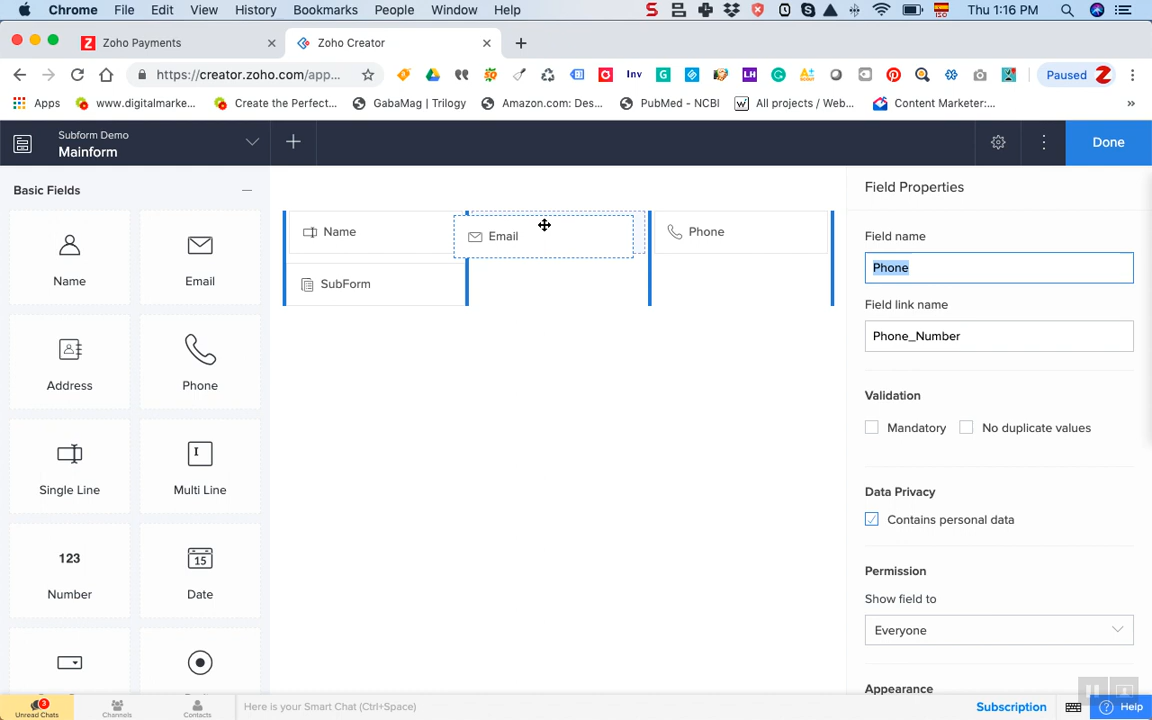 Chrome File Edit View History Bookmarks People Window Help Thu 1:16 PM
Zoho Payments Zoho Creator
https://creator.zoho.com/app... Inv G LH Paused
Apps www.digitalmarke... Create the Perfect... GabaMag | Trilogy Amazon.com: Des... PubMed - NCBI All projects / Web... Content Marketer:... »
Subform Demo
Mainform
Done
Basic Fields
Field Properties
Name
Email
Phone
SubForm
Name
Email
Address
Phone
Single Line
Multi Line
123
Number
15
Date
Field name
Phone
Field link name
Phone_Number
Validation
Mandatory No duplicate values
Data Privacy
Contains personal data
Permission
Show field to
Everyone
Appearance
3
Unread Chats Channels Contacts Here is your Smart Chat (Ctrl+Space) Subscription Help